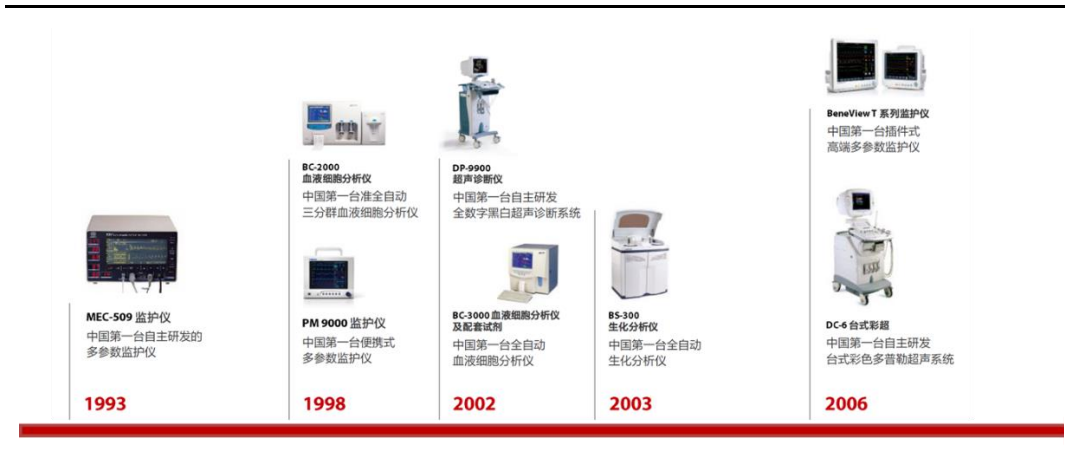 MEC-509 监护仪
中国第一台自主研发的
多参数监护仪
1993
BC-2000
血液细胞分析仪
中国第一台准全自动
三分群血液细胞分析仪
PM 9000 监护仪
中国第一台便携式
多参数监护仪
1998
DP-9900
超声诊断仪
中国第一台自主研发
全数字黑白超声诊断系统
BC-3000 血液细胞分析仪
及配套试剂
中国第一台全自动
血液细胞分析仪
2002
BS-300
生化分析仪
中国第一台全自动
生化分析仪
2003
BeneView T 系列监护仪
中国第一台插件式
高端多参数监护仪
DC-6 台式彩超
中国第一台自主研发
台式彩色多普勒超声系统
2006